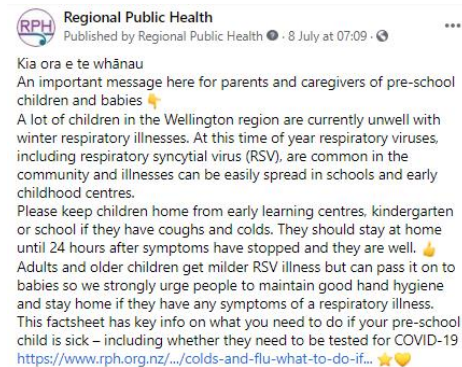 RPH
Regional Public Health
Published by Regional Public Health · 8 July at 07:09 ·
Kia ora e te whānau
An important message here for parents and caregivers of pre-school
children and babies 👇
A lot of children in the Wellington region are currently unwell with
winter respiratory illnesses. At this time of year respiratory viruses,
including respiratory syncytial virus (RSV), are common in the
community and illnesses can be easily spread in schools and early
childhood centres.
Please keep children home from early learning centres, kindergarten
or school if they have coughs and colds. They should stay at home
until 24 hours after symptoms have stopped and they are well. 👍
Adults and older children get milder RSV illness but can pass it on to
babies so we strongly urge people to maintain good hand hygiene
and stay home if they have any symptoms of a respiratory illness.
This factsheet has key info on what you need to do if your pre-school
child is sick – including whether they need to be tested for COVID-19
https://www.rph.org.nz/.../colds-and-flu-what-to-do-if... ⭐💛